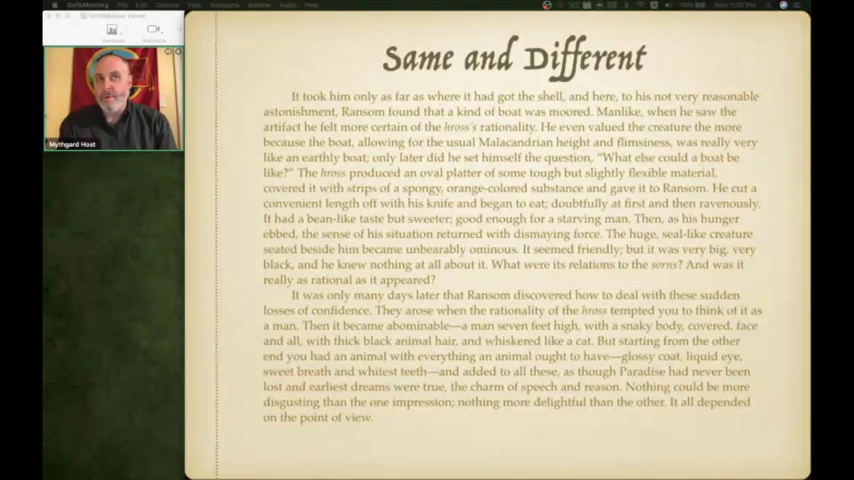 GoToMeeting File Edit Options View Help
GoToMeeting Viewer
Mythgard Host
Same and Different
It took him only as far as where it had got the shell, and here, to his not very reasonable
astonishment, Ransom found that a kind of boat was moored. Manlike, when he saw the
artifact he felt more certain of the hross's rationality. He even valued the creature the more
because the boat, allowing for the usual Malacandrian height and flimsiness, was really very
like an earthly boat; only later did he set himself the question, "What else could a boat be
like?" The hross produced an oval platter of some tough but slightly flexible material,
covered it with strips of a spongy, orange-colored substance and gave it to Ransom. He cut a
convenient length off with his knife and began to eat; doubtfully at first and then ravenously.
It had a bean-like taste but sweeter; good enough for a starving man. Then, as his hunger
ebbed, the sense of his situation returned with dismaying force. The huge, seal-like creature
seated beside him became unbearably ominous. It seemed friendly; but it was very big, very
black, and he knew nothing at all about it. What were its relations to the sorns? And was it
really as rational as it appeared?
It was only many days later that Ransom discovered how to deal with these sudden
losses of confidence. They arose when the rationality of the hross tempted you to think of it as
a man. Then it became abominable—a man seven feet high, with a snaky body, covered, face
and all, with thick black animal hair, and whiskered like a cat. But starting from the other
end you had an animal with everything an animal ought to have—glossy coat, liquid eye,
sweet breath and whitest teeth—and added to all these, as though Paradise had never been
lost and earliest dreams were true, the charm of speech and reason. Nothing could be more
disgusting than the one impression; nothing more delightful than the other. It all depended
on the point of view.